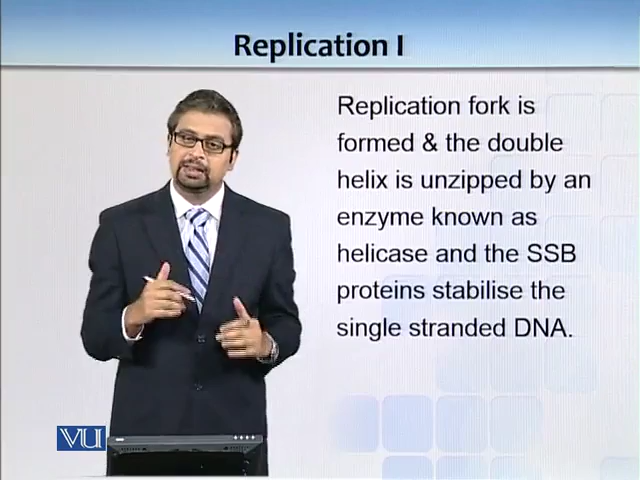 Replication I
Replication fork is
formed & the double
helix is unzipped by an
enzyme known as
helicase and the SSB
proteins stabilise the
single stranded DNA.
VU